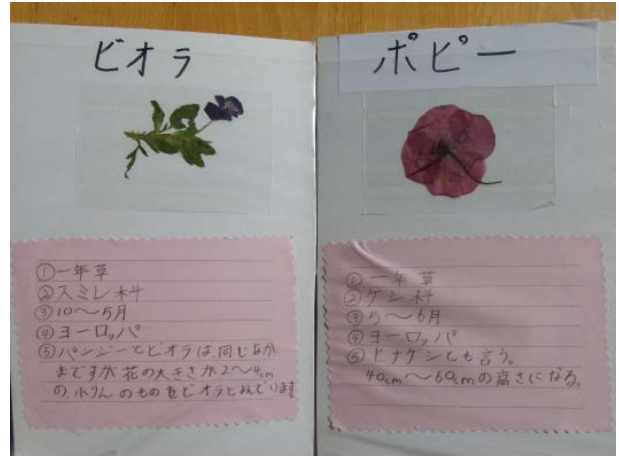 ビオラ
①一年草
②スミレ科
③10〜5月
④ヨーロッパ
⑤パンジーとビオラは、同じなか
まですが花の大きさが2〜4cm
の、小りんのものをビオラとよんでいます
ポピー
①一年草
②ケシ科
③5〜6月
④ヨーロッパ
⑤ヒナゲシとも言う。
40cm〜60cmの高さになる。